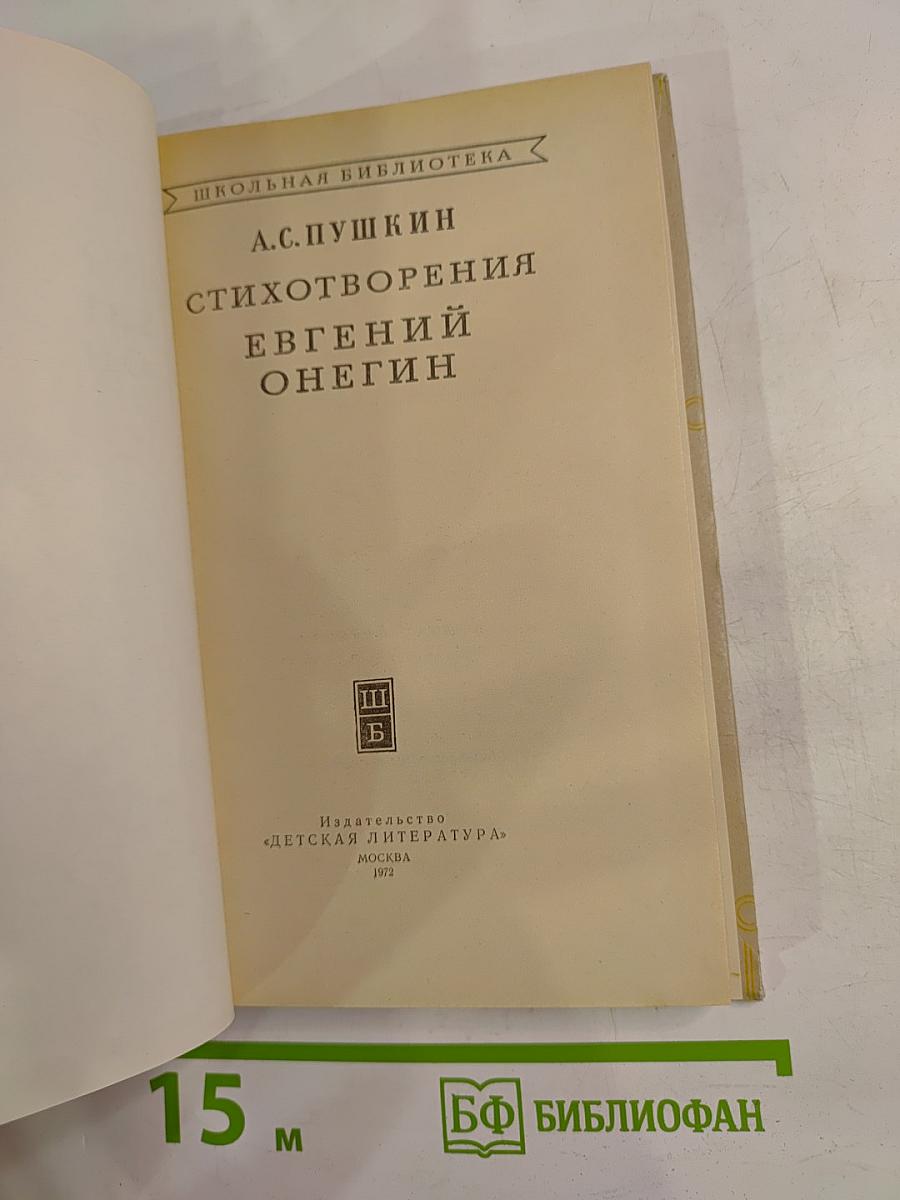 ШКОЛЬНАЯ БИБЛИОТЕКА
А.С.ПУШКИН
СТИХОТВОРЕНИЯ
ЕВГЕНИЙ
ОНЕГИН
Ш
Б
Издательство
«ДЕТСКАЯ ЛИТЕРАТУРА»
МОСКВА
1972
15 м
БФ БИБЛИОФАН